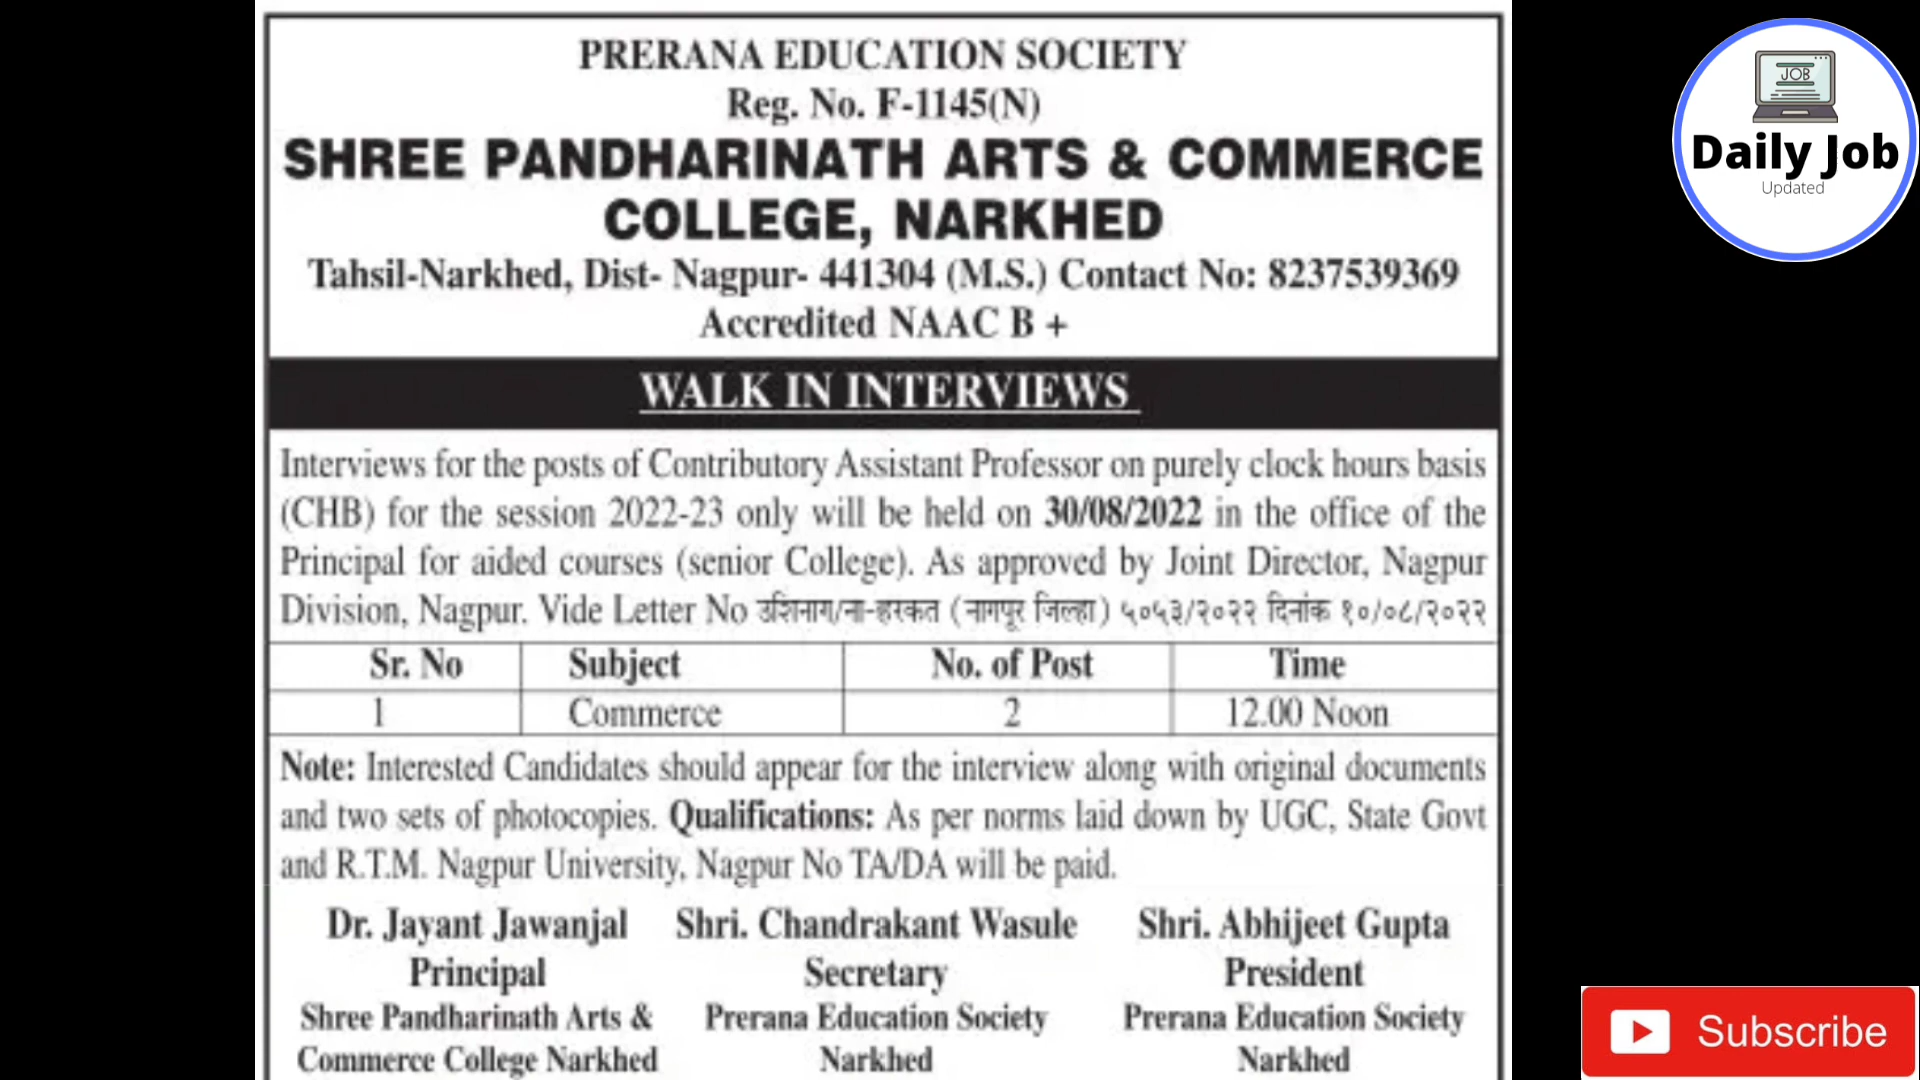 PRERANA EDUCATION SOCIETY
Reg. No. F-1145(N)
SHREE PANDHARINATH ARTS & COMMERCE
COLLEGE, NARKHED
Tahsil-Narkhed, Dist- Nagpur- 441304 (M.S.) Contact No: 8237539369
Accredited NAAC B +
WALK IN INTERVIEWS
Interviews for the posts of Contributory Assistant Professor on purely clock hours basis
(CHB) for the session 2022-23 only will be held on 30/08/2022 in the office of the
Principal for aided courses (senior College). As approved by Joint Director, Nagpur
Division, Nagpur. Vide Letter No उशिनाग/ना-हरकत (नागपूर जिल्हा) ५०५३/२०२२ दिनांक १०/०८/२०२२
Sr. No Subject No. of Post Time
1 Commerce 2 12.00 Noon
Note: Interested Candidates should appear for the interview along with original documents
and two sets of photocopies. Qualifications: As per norms laid down by UGC, State Govt
and R.T.M. Nagpur University, Nagpur No TA/DA will be paid.
Dr. Jayant Jawanjal Shri. Chandrakant Wasule Shri. Abhijeet Gupta
Principal Secretary President
Shree Pandharinath Arts & Prerana Education Society Prerana Education Society
Commerce College Narkhed Narkhed Narkhed
JOB
Daily Job
Updated
Subscribe